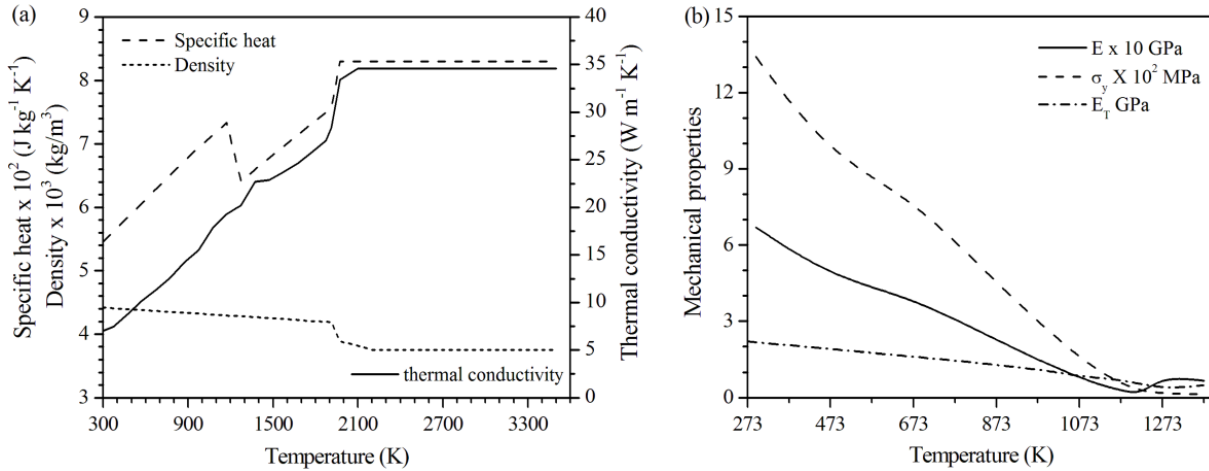 (a)
9
8
7
6
5
4
3
Specific heat x 10² (J kg⁻¹ K⁻¹)
Density x 10³ (kg/m³)
Specific heat
Density
thermal conductivity
40
35
30
25
20
15
10
5
0
Thermal conductivity (W m⁻¹ K⁻¹)
300 900 1500 2100 2700 3300
Temperature (K)
(b)
15
12
9
6
3
0
Mechanical properties
E x 10 GPa
σy X 10² MPa
ET GPa
273 473 673 873 1073 1273
Temperature (K)